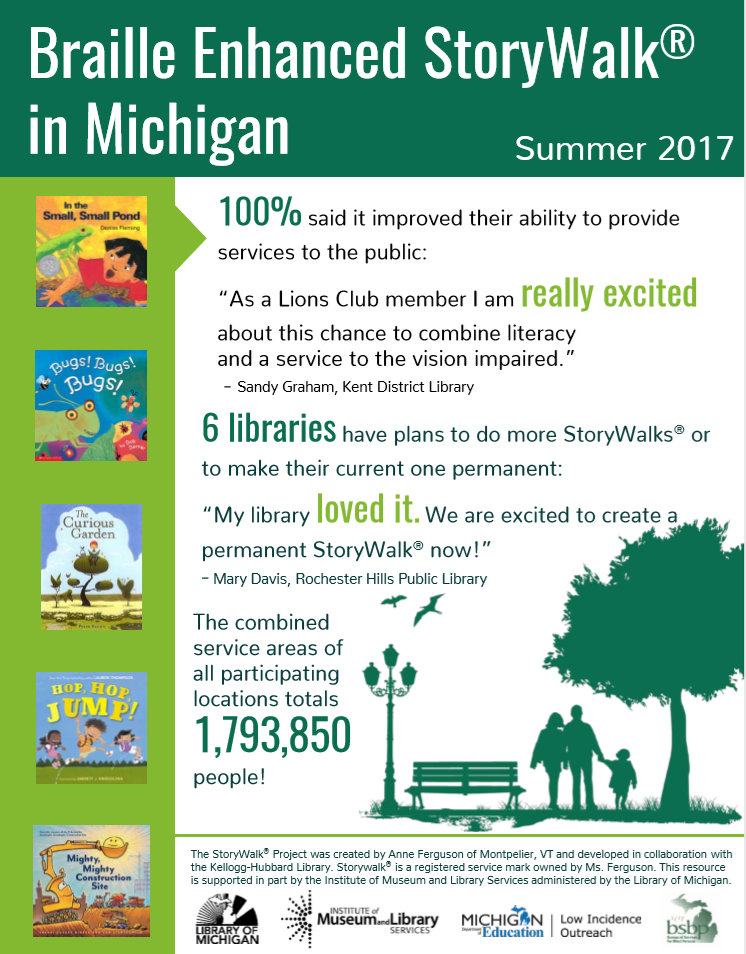 Braille Enhanced StoryWalk®
in Michigan
Summer 2017
In the
Small, Small Pond
Denise Fleming
Bugs! Bugs!
Bugs!
The
Curious
Garden
HOP, HOP,
JUMP!
Mighty,
Mighty
Construction
Site
100% said it improved their ability to provide
services to the public:
“As a Lions Club member I am really excited
about this chance to combine literacy
and a service to the vision impaired.”
– Sandy Graham, Kent District Library
6 libraries have plans to do more StoryWalks® or
to make their current one permanent:
“My library loved it. We are excited to create a
permanent StoryWalk® now!”
– Mary Davis, Rochester Hills Public Library
The combined
service areas of
all participating
locations totals
1,793,850
people!
The StoryWalk® Project was created by Anne Ferguson of Montpelier, VT and developed in collaboration with
the Kellogg-Hubbard Library. Storywalk® is a registered service mark owned by Ms. Ferguson. This resource
is supported in part by the Institute of Museum and Library Services administered by the Library of Michigan.
LIBRARY OF
MICHIGAN
INSTITUTE of
Museum and Library
SERVICES
MICHIGAN
Department of Education
Low Incidence
Outreach
bsbp